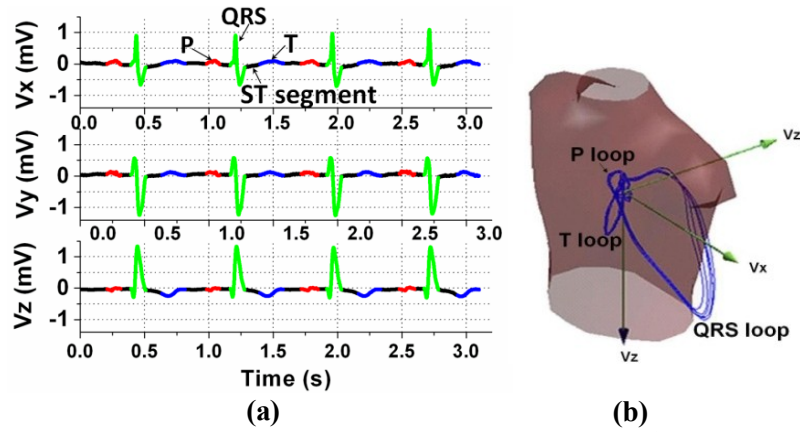 QRS
P
T
ST segment
Vx (mV)
1
0
-1
0.0 0.5 1.0 1.5 2.0 2.5 3.0
Vy (mV)
1
0
-1
0.0 0.5 1.0 1.5 2.0 2.5 3.0
Vz (mV)
1
0
-1
0.0 0.5 1.0 1.5 2.0 2.5 3.0
Time (s)
(a)
Vz
P loop
T loop
Vx
QRS loop
Vz
(b)